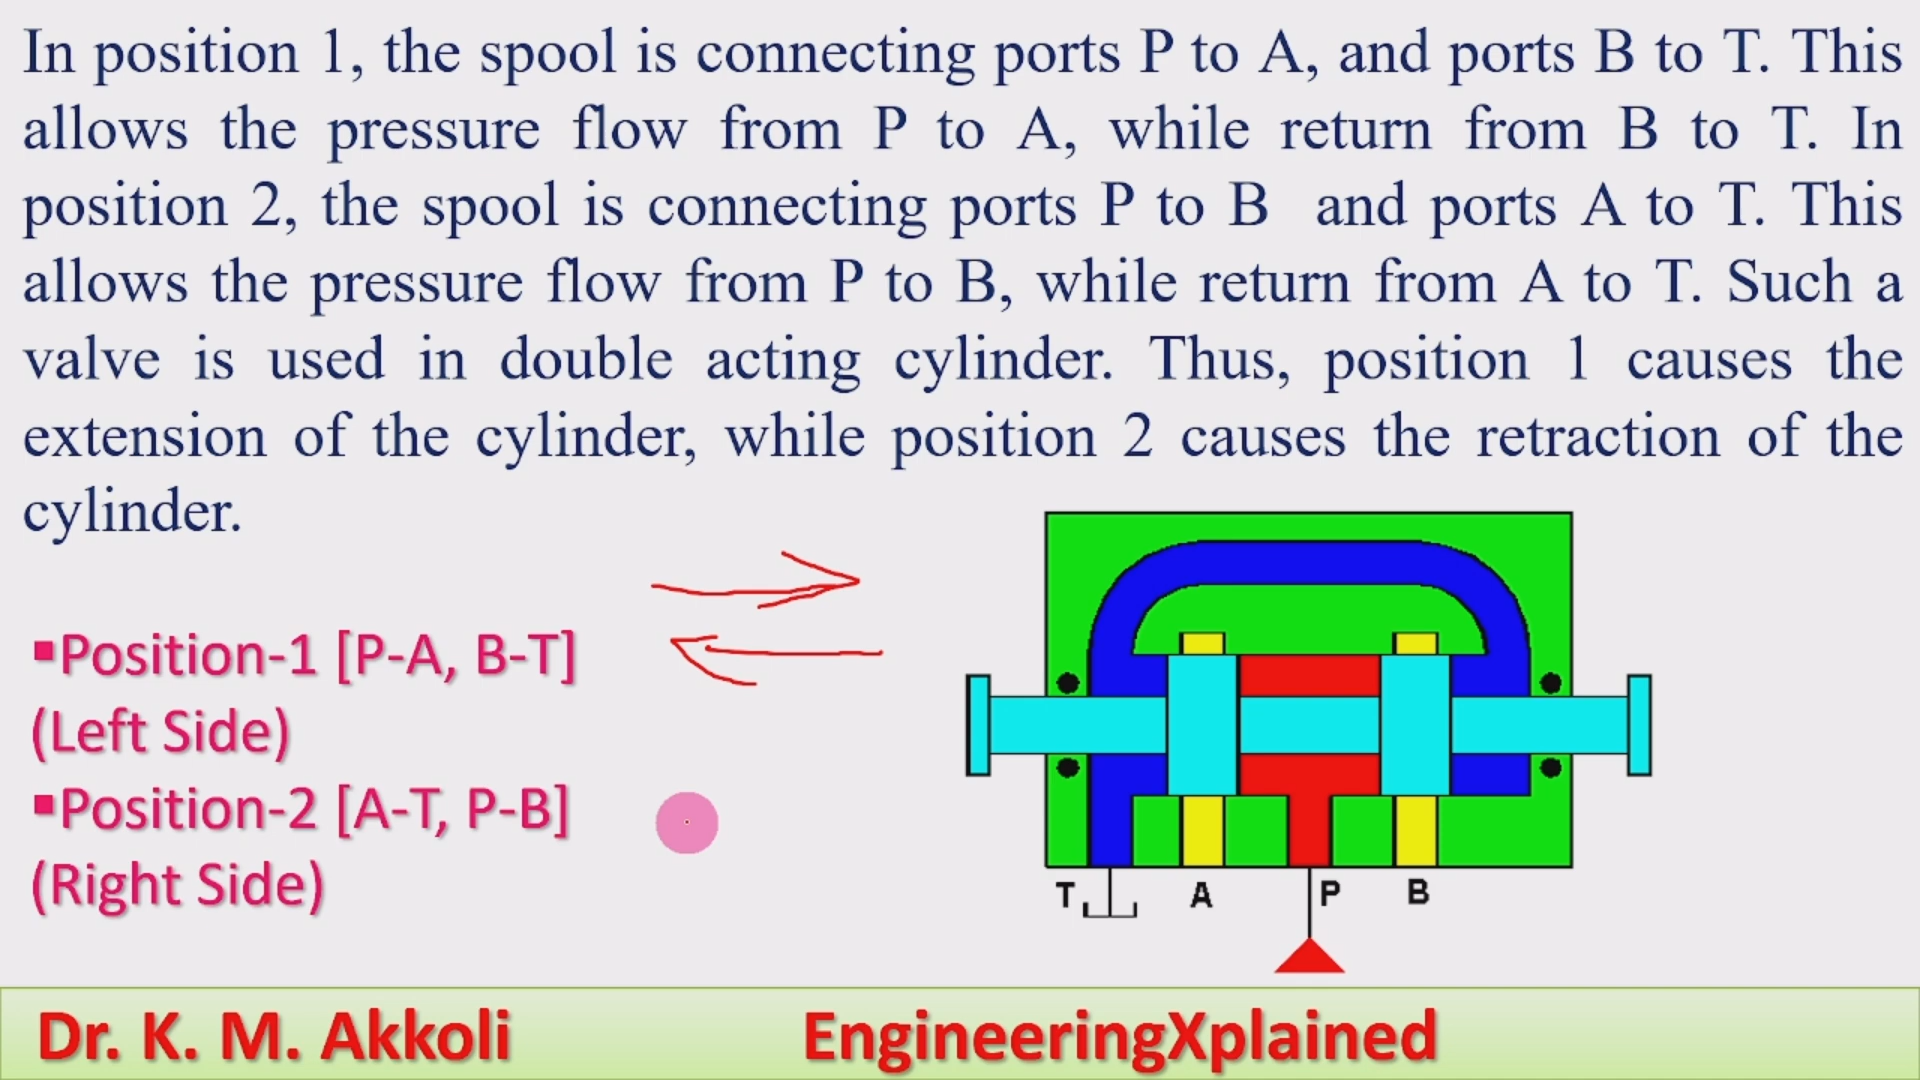 In position 1, the spool is connecting ports P to A, and ports B to T. This
allows the pressure flow from P to A, while return from B to T. In
position 2, the spool is connecting ports P to B and ports A to T. This
allows the pressure flow from P to B, while return from A to T. Such a
valve is used in double acting cylinder. Thus, position 1 causes the
extension of the cylinder, while position 2 causes the retraction of the
cylinder.
▪Position-1 [P-A, B-T]
(Left Side)
▪Position-2 [A-T, P-B]
(Right Side)
T A P B
Dr. K. M. Akkoli EngineeringXplained